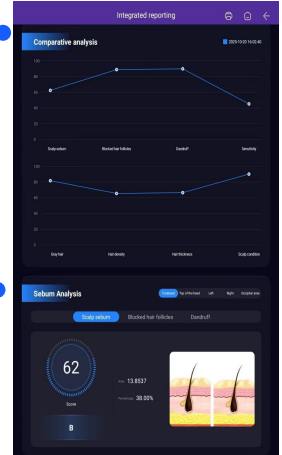 Integrated reporting
Comparative analysis
2025-10-20 16:02:40
100
80
60
40
20
0
Scalp sebum Blocked hair follicles Dandruff Sensitivity
100
80
60
40
20
0
Gray hair Hair density Hair thickness Scalp condition
Sebum Analysis
Forehead Top of the head Left Right Occipital area
Scalp sebum Blocked hair follicles Dandruff
62
Score
B
Area 13.8537
Percentage 38.00%